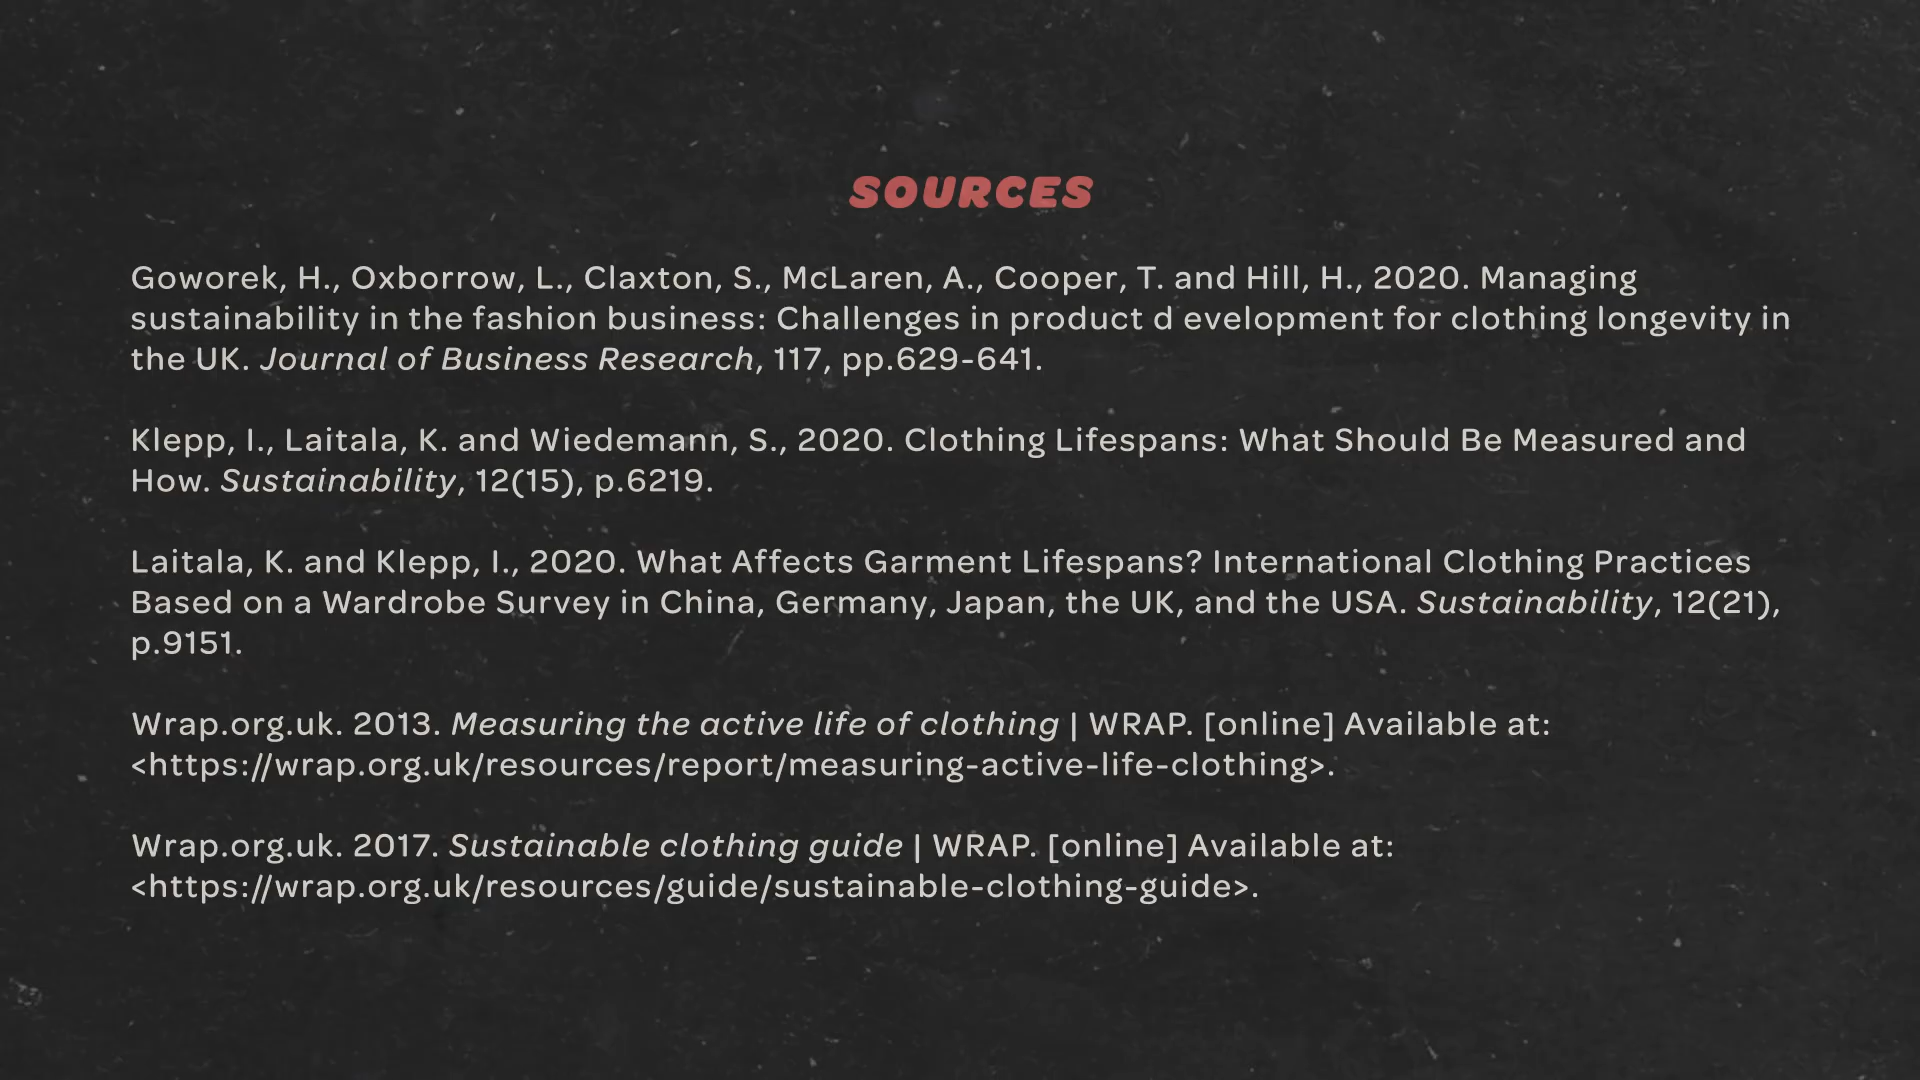 SOURCES
Goworek, H., Oxborrow, L., Claxton, S., McLaren, A., Cooper, T. and Hill, H., 2020. Managing
sustainability in the fashion business: Challenges in product d evelopment for clothing longevity in
the UK. Journal of Business Research, 117, pp.629-641.
Klepp, I., Laitala, K. and Wiedemann, S., 2020. Clothing Lifespans: What Should Be Measured and
How. Sustainability, 12(15), p.6219.
Laitala, K. and Klepp, I., 2020. What Affects Garment Lifespans? International Clothing Practices
Based on a Wardrobe Survey in China, Germany, Japan, the UK, and the USA. Sustainability, 12(21),
p.9151.
Wrap.org.uk. 2013. Measuring the active life of clothing | WRAP. [online] Available at:
<https://wrap.org.uk/resources/report/measuring-active-life-clothing>.
Wrap.org.uk. 2017. Sustainable clothing guide | WRAP. [online] Available at:
<https://wrap.org.uk/resources/guide/sustainable-clothing-guide>.